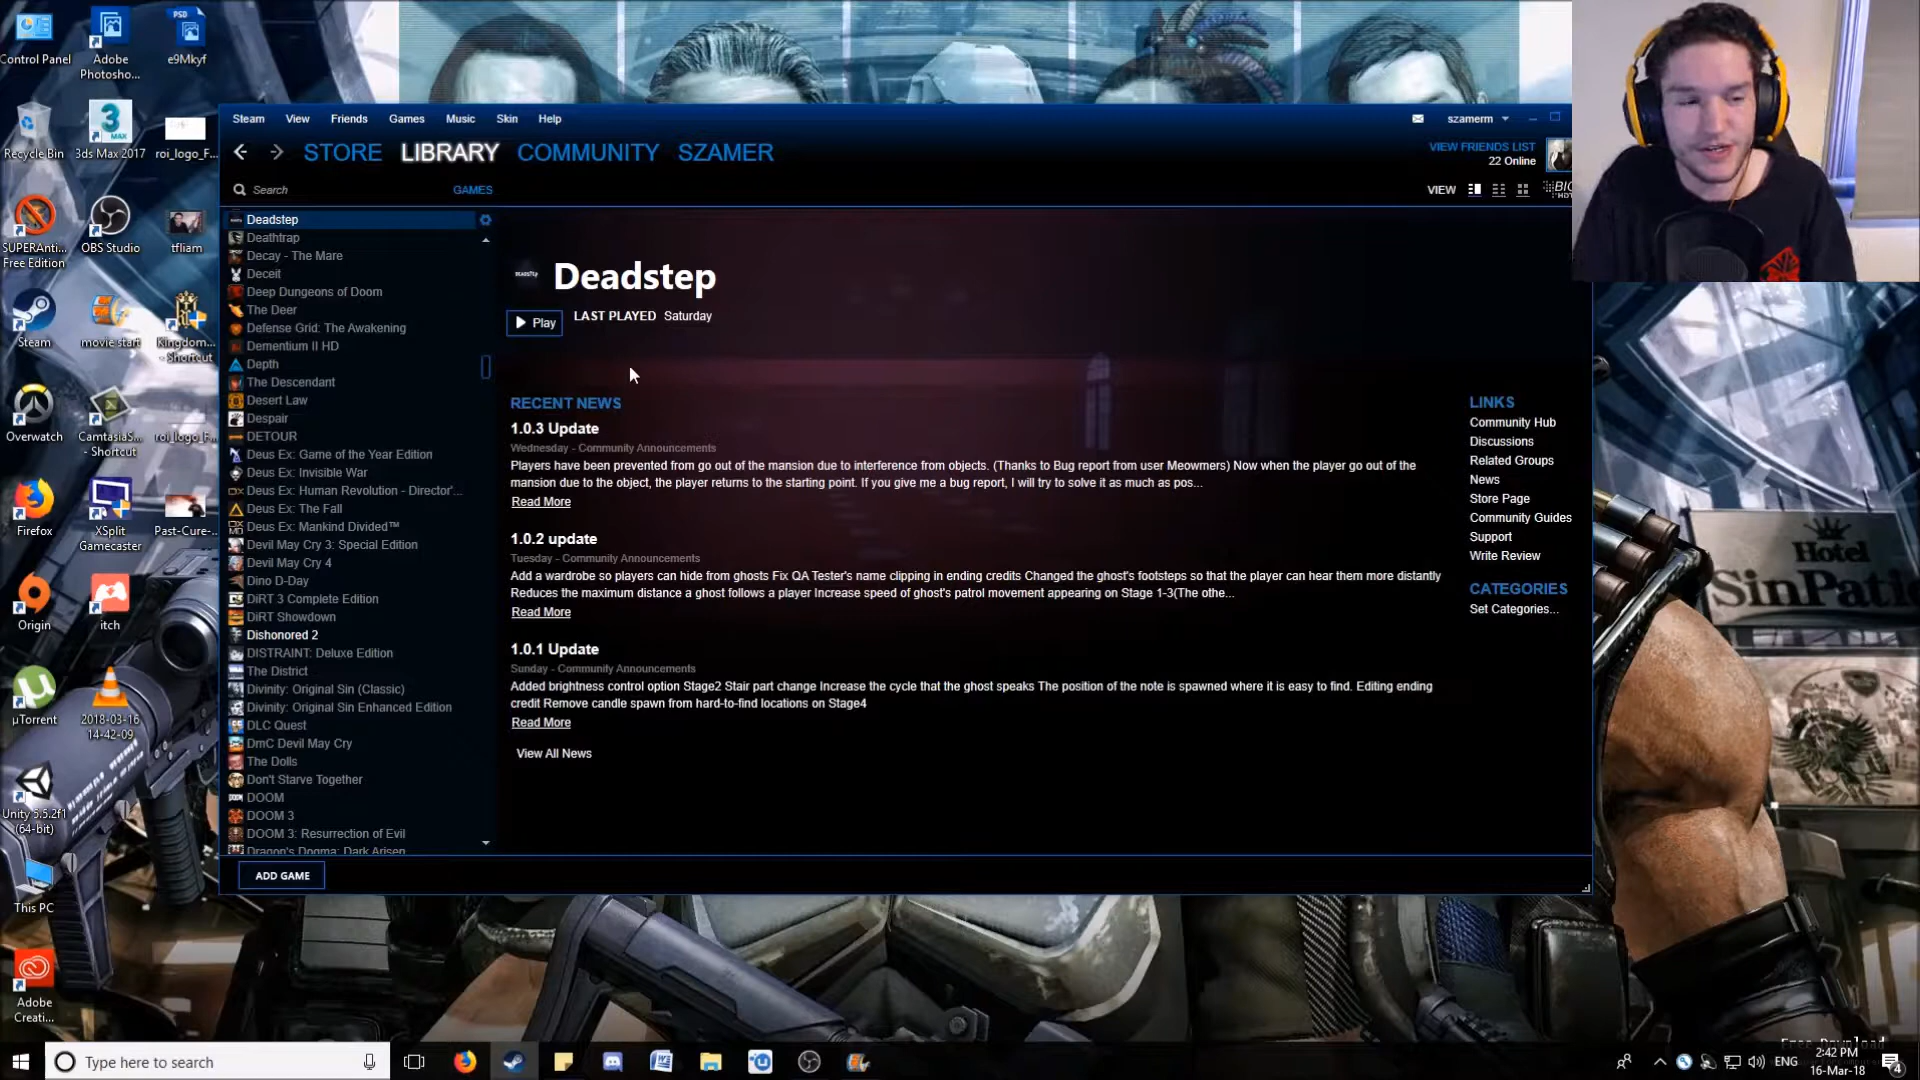 Control Panel
Adobe
Photosho...
e9Mkyf
Recycle Bin
3ds Max 2017
roi_logo_F...
SUPERAnti...
Free Edition
OBS Studio
tfliam
Steam
movie start
Kingdom...
- Shortcut
Overwatch
CamtasiaS...
- Shortcut
roi_logo_F...
Firefox
XSplit
Gamecaster
Past-Cure-...
Origin
itch
µTorrent
2018-03-16
14-42-09
Unity 5.5.2f1
(64-bit)
This PC
Adobe
Creati...
Steam View Friends Games Music Skin Help
szamerm
STORE LIBRARY COMMUNITY SZAMER
VIEW FRIENDS LIST
22 Online
Search
GAMES
VIEW
Deadstep
Deathtrap
Decay - The Mare
Deceit
Deep Dungeons of Doom
The Deer
Defense Grid: The Awakening
Dementium II HD
Depth
The Descendant
Desert Law
Despair
DETOUR
Deus Ex: Game of the Year Edition
Deus Ex: Invisible War
Deus Ex: Human Revolution - Director'...
Deus Ex: The Fall
Deus Ex: Mankind Divided™
Devil May Cry 3: Special Edition
Devil May Cry 4
Dino D-Day
DiRT 3 Complete Edition
DiRT Showdown
Dishonored 2
DISTRAINT: Deluxe Edition
The District
Divinity: Original Sin (Classic)
Divinity: Original Sin Enhanced Edition
DLC Quest
DmC Devil May Cry
The Dolls
Don't Starve Together
DOOM
DOOM 3
DOOM 3: Resurrection of Evil
Dragon's Dogma: Dark Arisen
ADD GAME
Deadstep
Play
LAST PLAYED Saturday
RECENT NEWS
1.0.3 Update
Wednesday - Community Announcements
Players have been prevented from go out of the mansion due to interference from objects. (Thanks to Bug report from user Meowmers) Now when the player go out of the
mansion due to the object, the player returns to the starting point. If you give me a bug report, I will try to solve it as much as pos...
Read More
1.0.2 update
Tuesday - Community Announcements
Add a wardrobe so players can hide from ghosts Fix QA Tester's name clipping in ending credits Changed the ghost's footsteps so that the player can hear them more distantly
Reduces the maximum distance a ghost follows a player Increase speed of ghost's patrol movement appearing on Stage 1-3(The othe...
Read More
1.0.1 Update
Sunday - Community Announcements
Added brightness control option Stage2 Stair part change Increase the cycle that the ghost speaks The position of the note is spawned where it is easy to find. Editing ending
credit Remove candle spawn from hard-to-find locations on Stage4
Read More
View All News
LINKS
Community Hub
Discussions
Related Groups
News
Store Page
Community Guides
Support
Write Review
CATEGORIES
Set Categories...
Hotel
SinPatio
Type here to search
ENG
2:42 PM
16-Mar-18
4